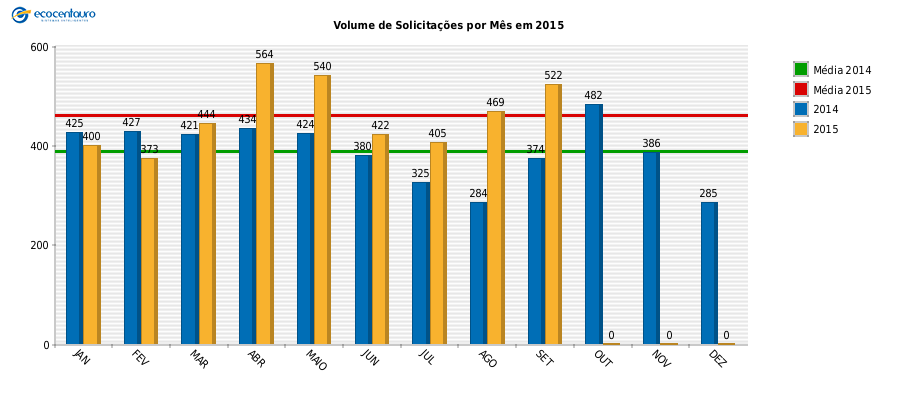 ecocentauro
Volume de Solicitações por Mês em 2015
600
400
200
0
425
400
427
373
421
444
434
564
424
540
380
422
325
405
284
469
374
522
482
0
386
0
285
0
JAN
FEV
MAR
ABR
MAIO
JUN
JUL
AGO
SET
OUT
NOV
DEZ
Média 2014
Média 2015
2014
2015